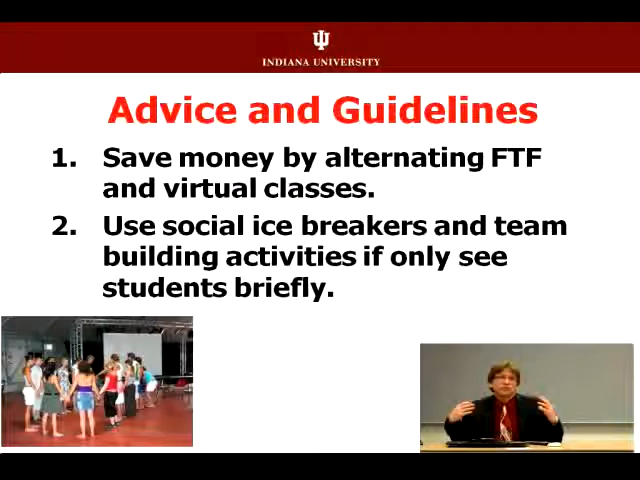 INDIANA UNIVERSITY
Advice and Guidelines
1. Save money by alternating FTF
and virtual classes.
2. Use social ice breakers and team
building activities if only see
students briefly.